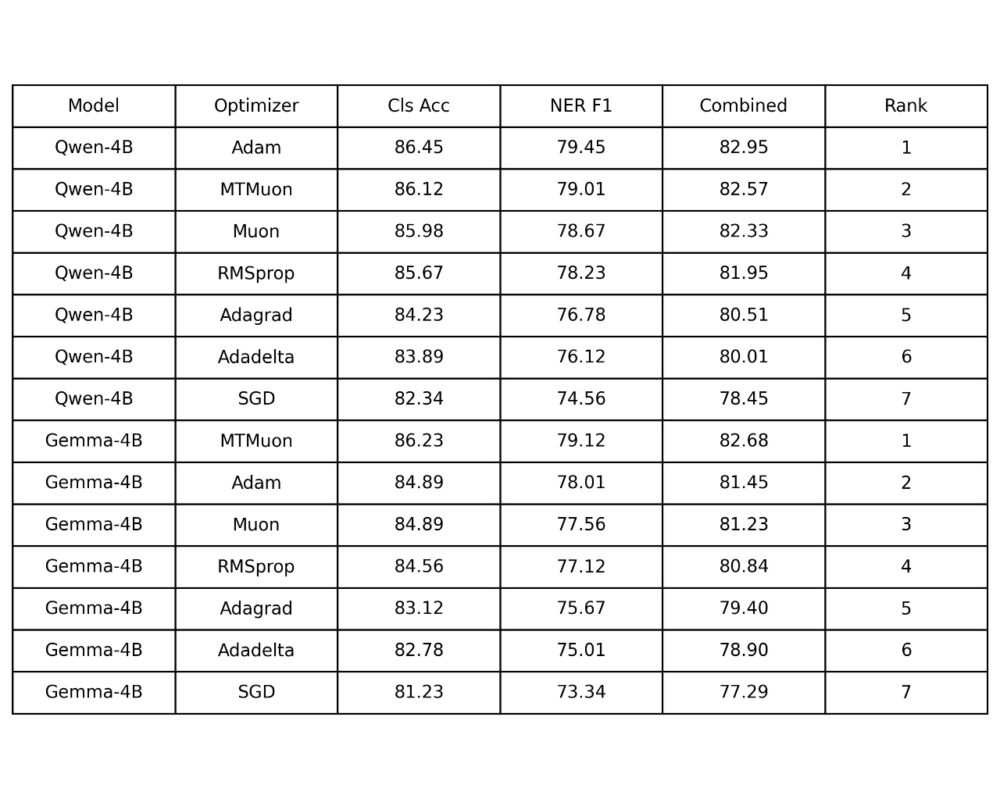 Model Optimizer Cls Acc NER F1 Combined Rank
Qwen-4B Adam 86.45 79.45 82.95 1
Qwen-4B MTMuon 86.12 79.01 82.57 2
Qwen-4B Muon 85.98 78.67 82.33 3
Qwen-4B RMSprop 85.67 78.23 81.95 4
Qwen-4B Adagrad 84.23 76.78 80.51 5
Qwen-4B Adadelta 83.89 76.12 80.01 6
Qwen-4B SGD 82.34 74.56 78.45 7
Gemma-4B MTMuon 86.23 79.12 82.68 1
Gemma-4B Adam 84.89 78.01 81.45 2
Gemma-4B Muon 84.89 77.56 81.23 3
Gemma-4B RMSprop 84.56 77.12 80.84 4
Gemma-4B Adagrad 83.12 75.67 79.40 5
Gemma-4B Adadelta 82.78 75.01 78.90 6
Gemma-4B SGD 81.23 73.34 77.29 7